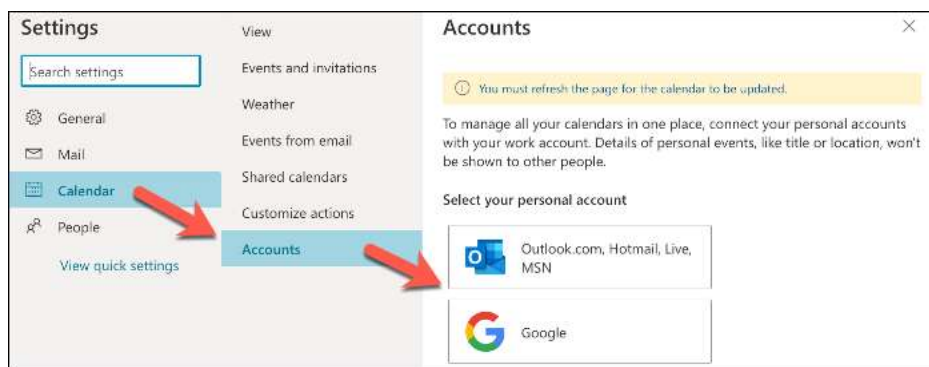 Settings
Search settings
General
Mail
Calendar
People
View quick settings
View
Events and invitations
Weather
Events from email
Shared calendars
Customize actions
Accounts
Accounts
You must refresh the page for the calendar to be updated.
To manage all your calendars in one place, connect your personal accounts
with your work account. Details of personal events, like title or location, won't
be shown to other people.
Select your personal account
Outlook.com, Hotmail, Live,
MSN
Google